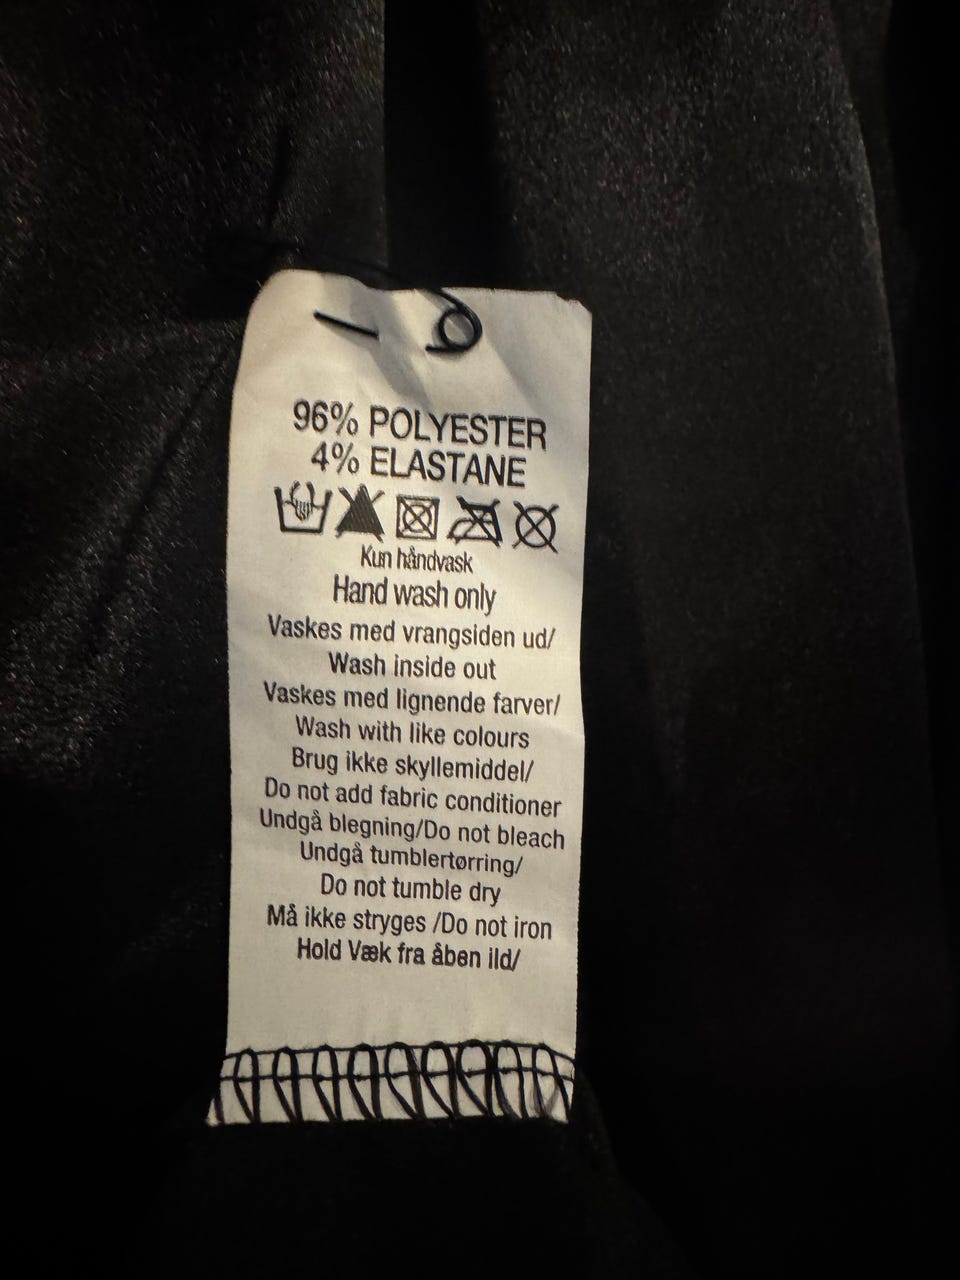 96% POLYESTER
4% ELASTANE
Kun håndvask
Hand wash only
Vaskes med vrangsiden ud/
Wash inside out
Vaskes med lignende farver/
Wash with like colours
Brug ikke skyllemiddel/
Do not add fabric conditioner
Undgå blegning/Do not bleach
Undgå tumblertørring/
Do not tumble dry
Må ikke stryges /Do not iron
Hold Væk fra åben ild/